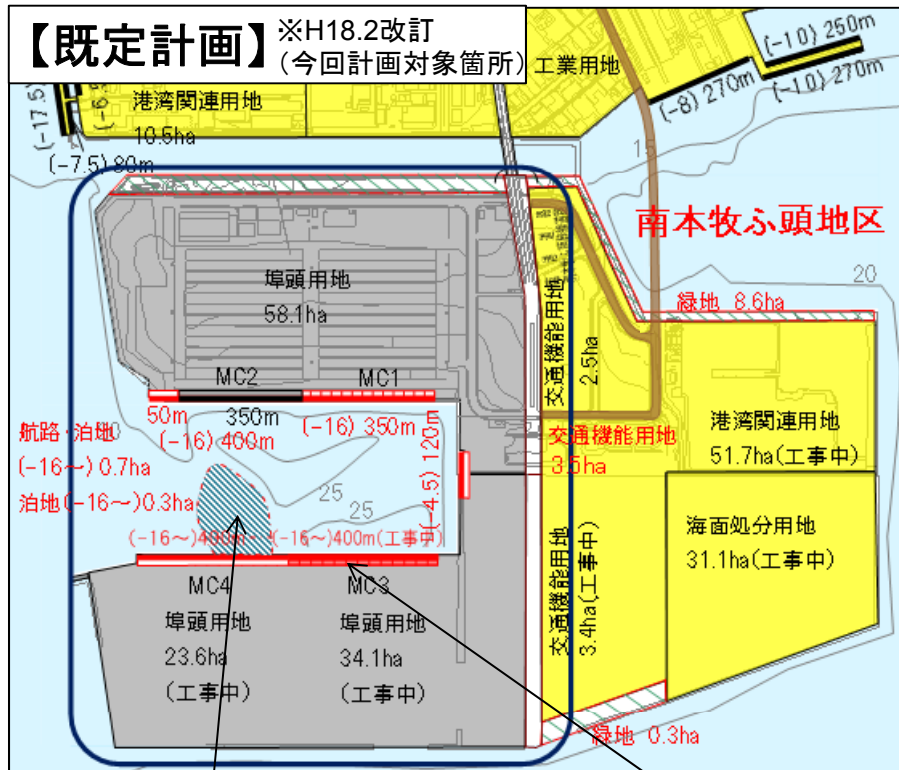 【既定計画】
※H18.2改訂
(今回計画対象箇所)
工業用地
(-10) 250m
(-8) 270m
(-10) 270m
(-17.5)
港湾関連用地
10.5ha
(-7.5) 80m
15
南本牧ふ頭地区
20
緑地 8.6ha
埠頭用地
58.1ha
交通機能用地
2.5ha
MC2
MC1
50m
350m
(-16) 400m
(-16) 350m
(-4.5) 120m
航路・泊地
(-16～) 0.7ha
泊地(-16～)0.3ha
25
25
交通機能用地
3.5ha
港湾関連用地
51.7ha(工事中)
(-16～)400m
(-16～)400m(工事中)
交通機能用地
3.4ha(工事中)
海面処分用地
31.1ha(工事中)
MC4
埠頭用地
23.6ha
(工事中)
MC3
埠頭用地
34.1ha
(工事中)
緑地 0.3ha